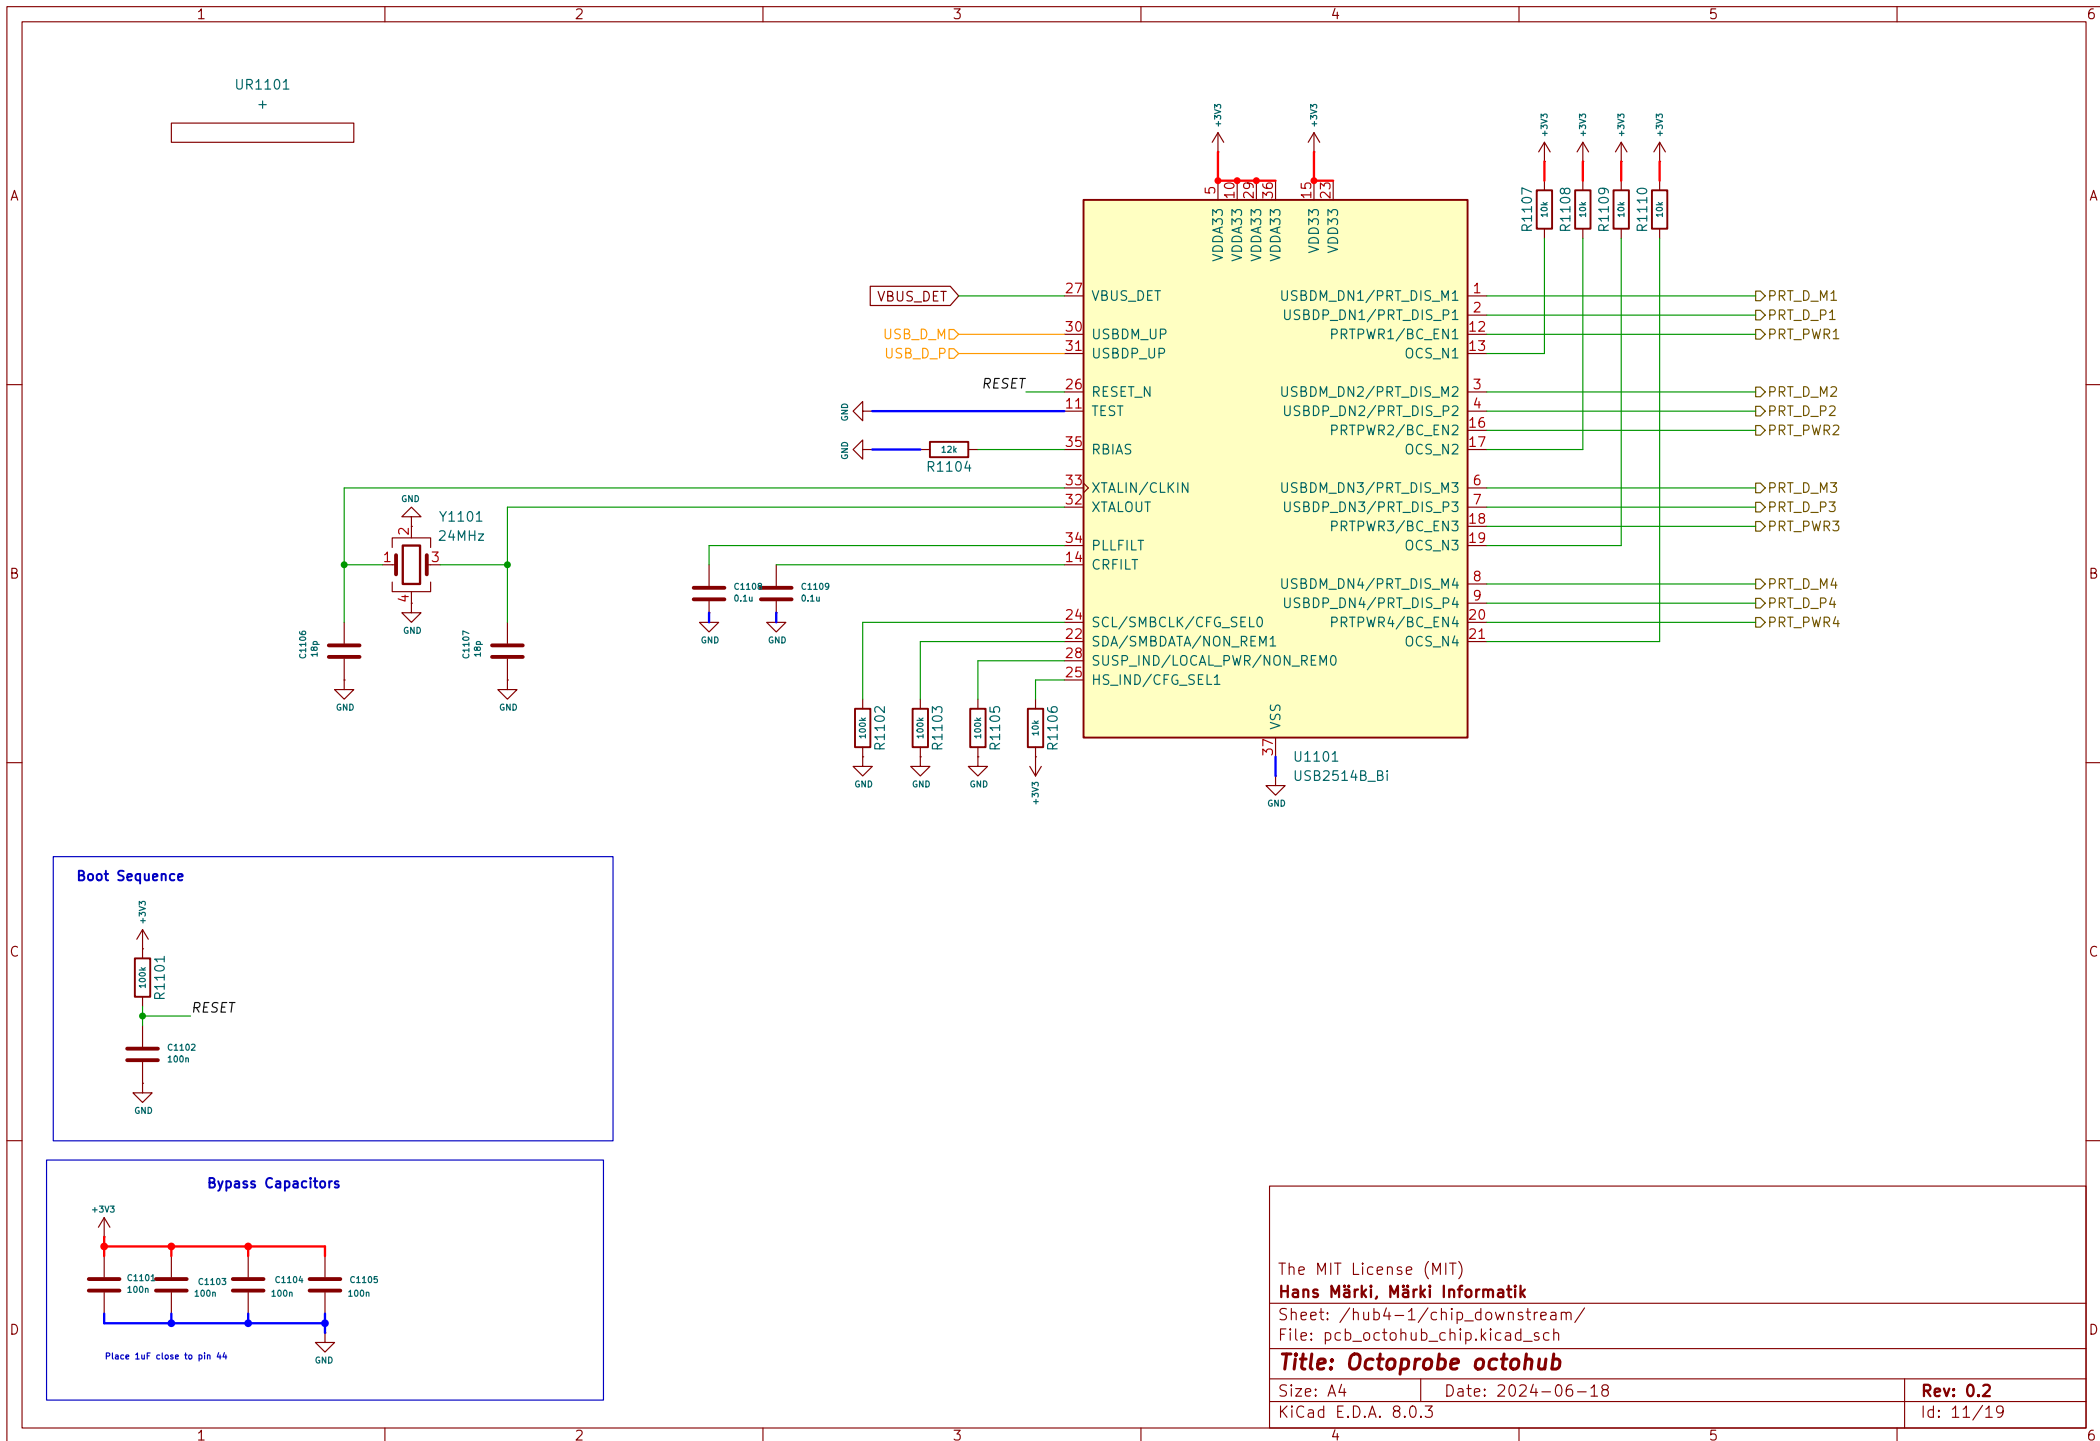 1 2 3 4 5 6
A A
B B
C C
D D
1 2 3 4 5 6
UR1101
+
+3V3
+3V3
+3V3
+3V3
+3V3
+3V3
5
10
29
36
15
23
VDDA33
VDDA33
VDDA33
VDDA33
VDD33
VDD33
R1107
10k
R1108
10k
R1109
10k
R1110
10k
VBUS_DET
27
VBUS_DET
USB_D_M
30
USBDM_UP
USB_D_P
31
USBDP_UP
RESET
26
RESET_N
GND
11
TEST
GND
12k
R1104
35
RBIAS
33
XTALIN/CLKIN
32
XTALOUT
34
PLLFILT
14
CRFILT
24
SCL/SMBCLK/CFG_SEL0
22
SDA/SMBDATA/NON_REM1
28
SUSP_IND/LOCAL_PWR/NON_REM0
25
HS_IND/CFG_SEL1
USBDM_DN1/PRT_DIS_M1
1
PRT_D_M1
USBDP_DN1/PRT_DIS_P1
2
PRT_D_P1
PRTPWR1/BC_EN1
12
PRT_PWR1
OCS_N1
13
USBDM_DN2/PRT_DIS_M2
3
PRT_D_M2
USBDP_DN2/PRT_DIS_P2
4
PRT_D_P2
PRTPWR2/BC_EN2
16
PRT_PWR2
OCS_N2
17
USBDM_DN3/PRT_DIS_M3
6
PRT_D_M3
USBDP_DN3/PRT_DIS_P3
7
PRT_D_P3
PRTPWR3/BC_EN3
18
PRT_PWR3
OCS_N3
19
USBDM_DN4/PRT_DIS_M4
8
PRT_D_M4
USBDP_DN4/PRT_DIS_P4
9
PRT_D_P4
PRTPWR4/BC_EN4
20
PRT_PWR4
OCS_N4
21
VSS
37
U1101
USB2514B_Bi
GND
GND
Y1101
24MHz
2
1
3
4
GND
C1106
18p
GND
C1107
18p
GND
C1108
0.1u
GND
C1109
0.1u
GND
100k
R1102
GND
100k
R1103
GND
100k
R1105
GND
10k
R1106
+3V3
Boot Sequence
+3V3
100k
R1101
RESET
C1102
100n
GND
Bypass Capacitors
+3V3
C1101
100n
C1103
100n
C1104
100n
C1105
100n
GND
Place 1uF close to pin 44
The MIT License (MIT)
Hans Märki, Märki Informatik
Sheet: /hub4-1/chip_downstream/
File: pcb_octohub_chip.kicad_sch
Title: Octoprobe octohub
Size: A4
Date: 2024-06-18
Rev: 0.2
KiCad E.D.A. 8.0.3
Id: 11/19